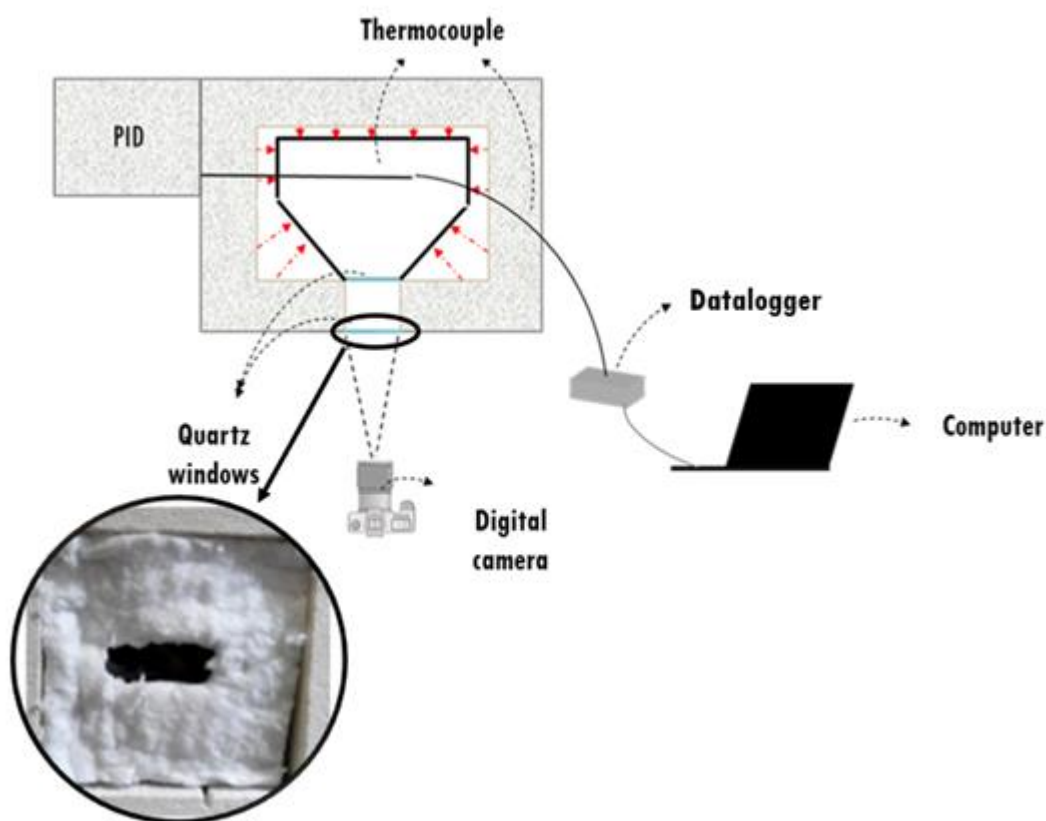 Thermocouple
PID
Datalogger
Computer
Quartz
windows
Digital
camera